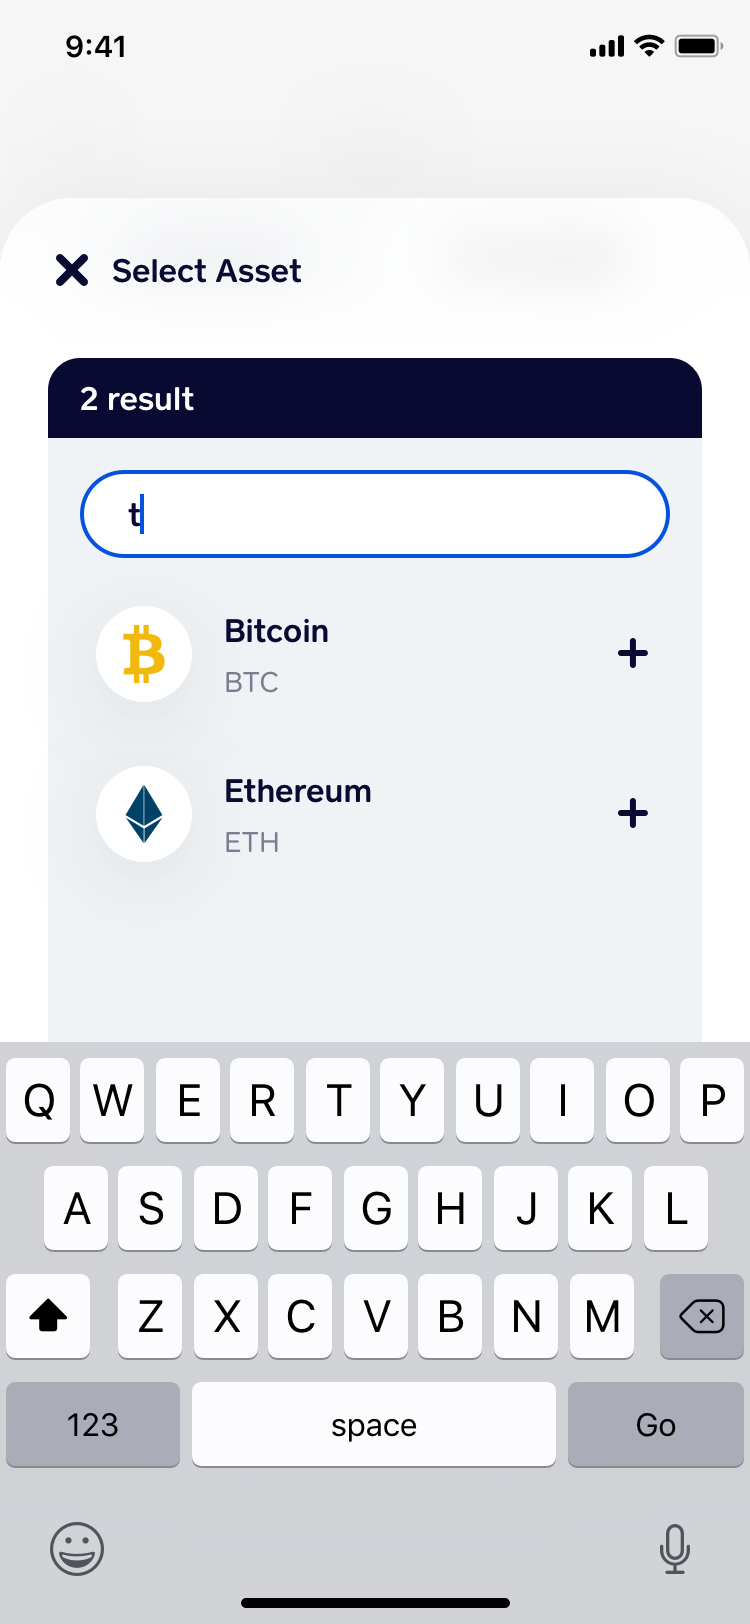 9:41
Select Asset
2 result
t
Bitcoin
BTC
Ethereum
ETH
Q W E R T Y U I O P
A S D F G H J K L
Z X C V B N M
123 space Go